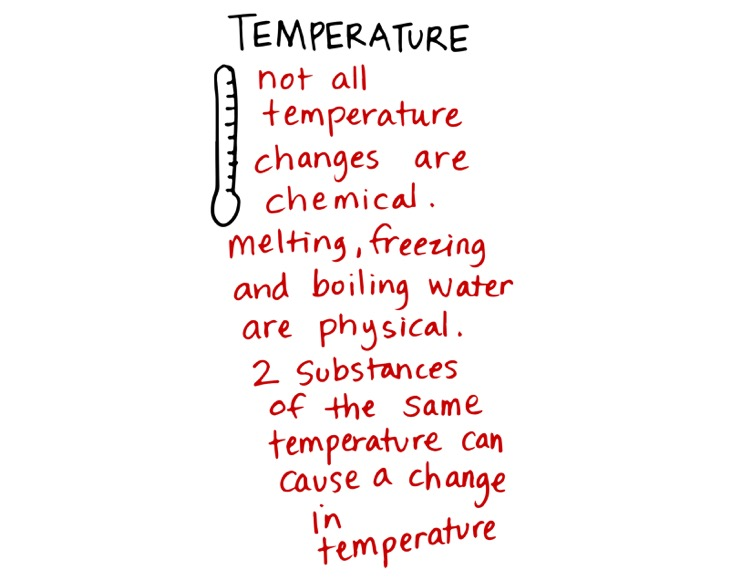 TEMPERATURE
not all
temperature
changes are
chemical.
melting, freezing
and boiling water
are physical.
2 substances
of the same
temperature can
cause a change
in
temperature